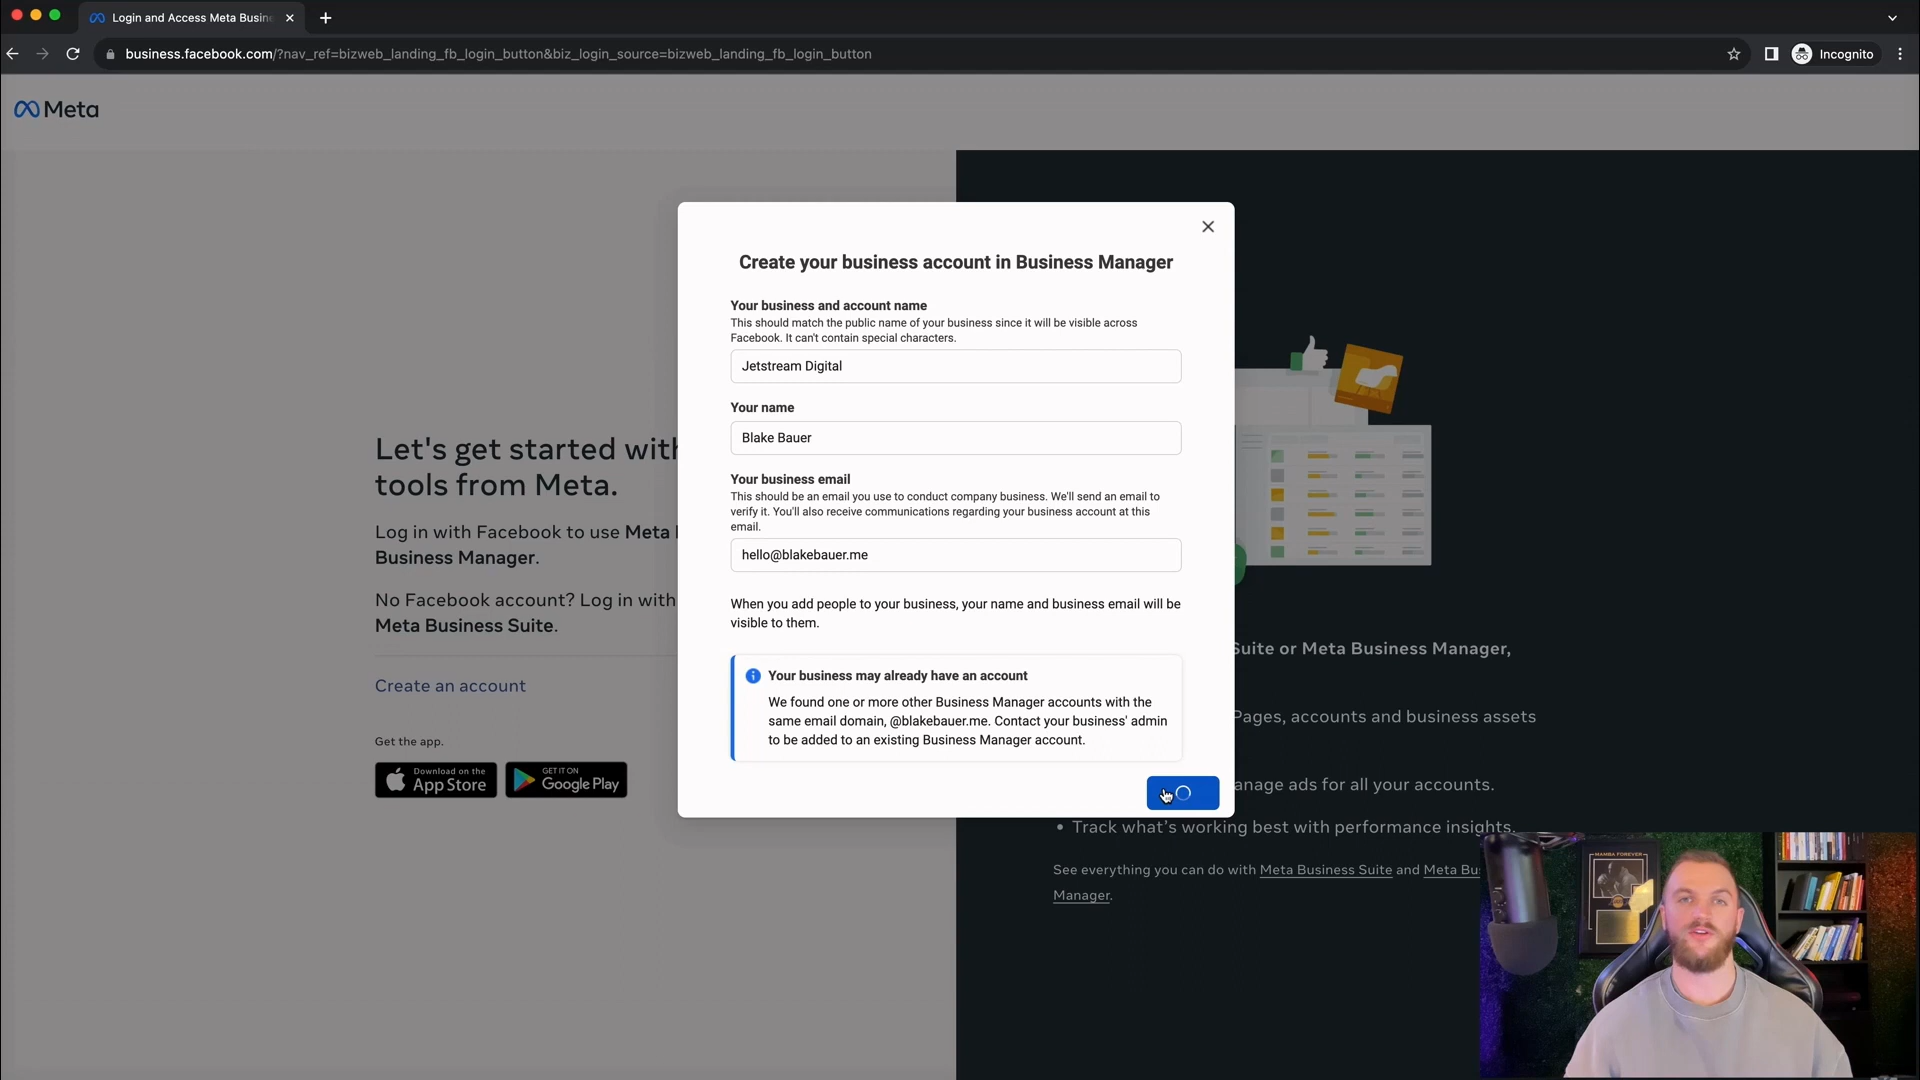 Login and Access Meta Busin
business.facebook.com/?nav_ref=bizweb_landing_fb_login_button&biz_login_source=bizweb_landing_fb_login_button
Incognito
Meta
Create your business account in Business Manager
Your business and account name
This should match the public name of your business since it will be visible across
Facebook. It can't contain special characters.
Jetstream Digital
Your name
Blake Bauer
Your business email
This should be an email you use to conduct company business. We'll send an email to
verify it. You'll also receive communications regarding your business account at this
email.
hello@blakebauer.me
When you add people to your business, your name and business email will be
visible to them.
Your business may already have an account
We found one or more other Business Manager accounts with the
same email domain, @blakebauer.me. Contact your business' admin
to be added to an existing Business Manager account.
Let's get started with
tools from Meta.
Log in with Facebook to use Meta
Business Manager.
No Facebook account? Log in with
Meta Business Suite.
Create an account
Get the app.
Download on the
App Store
GET IT ON
Google Play
Suite or Meta Business Manager,
Pages, accounts and business assets
anage ads for all your accounts.
• Track what's working best with performance insights.
See everything you can do with Meta Business Suite and Meta Bu
Manager.
MAMBA FOREVER